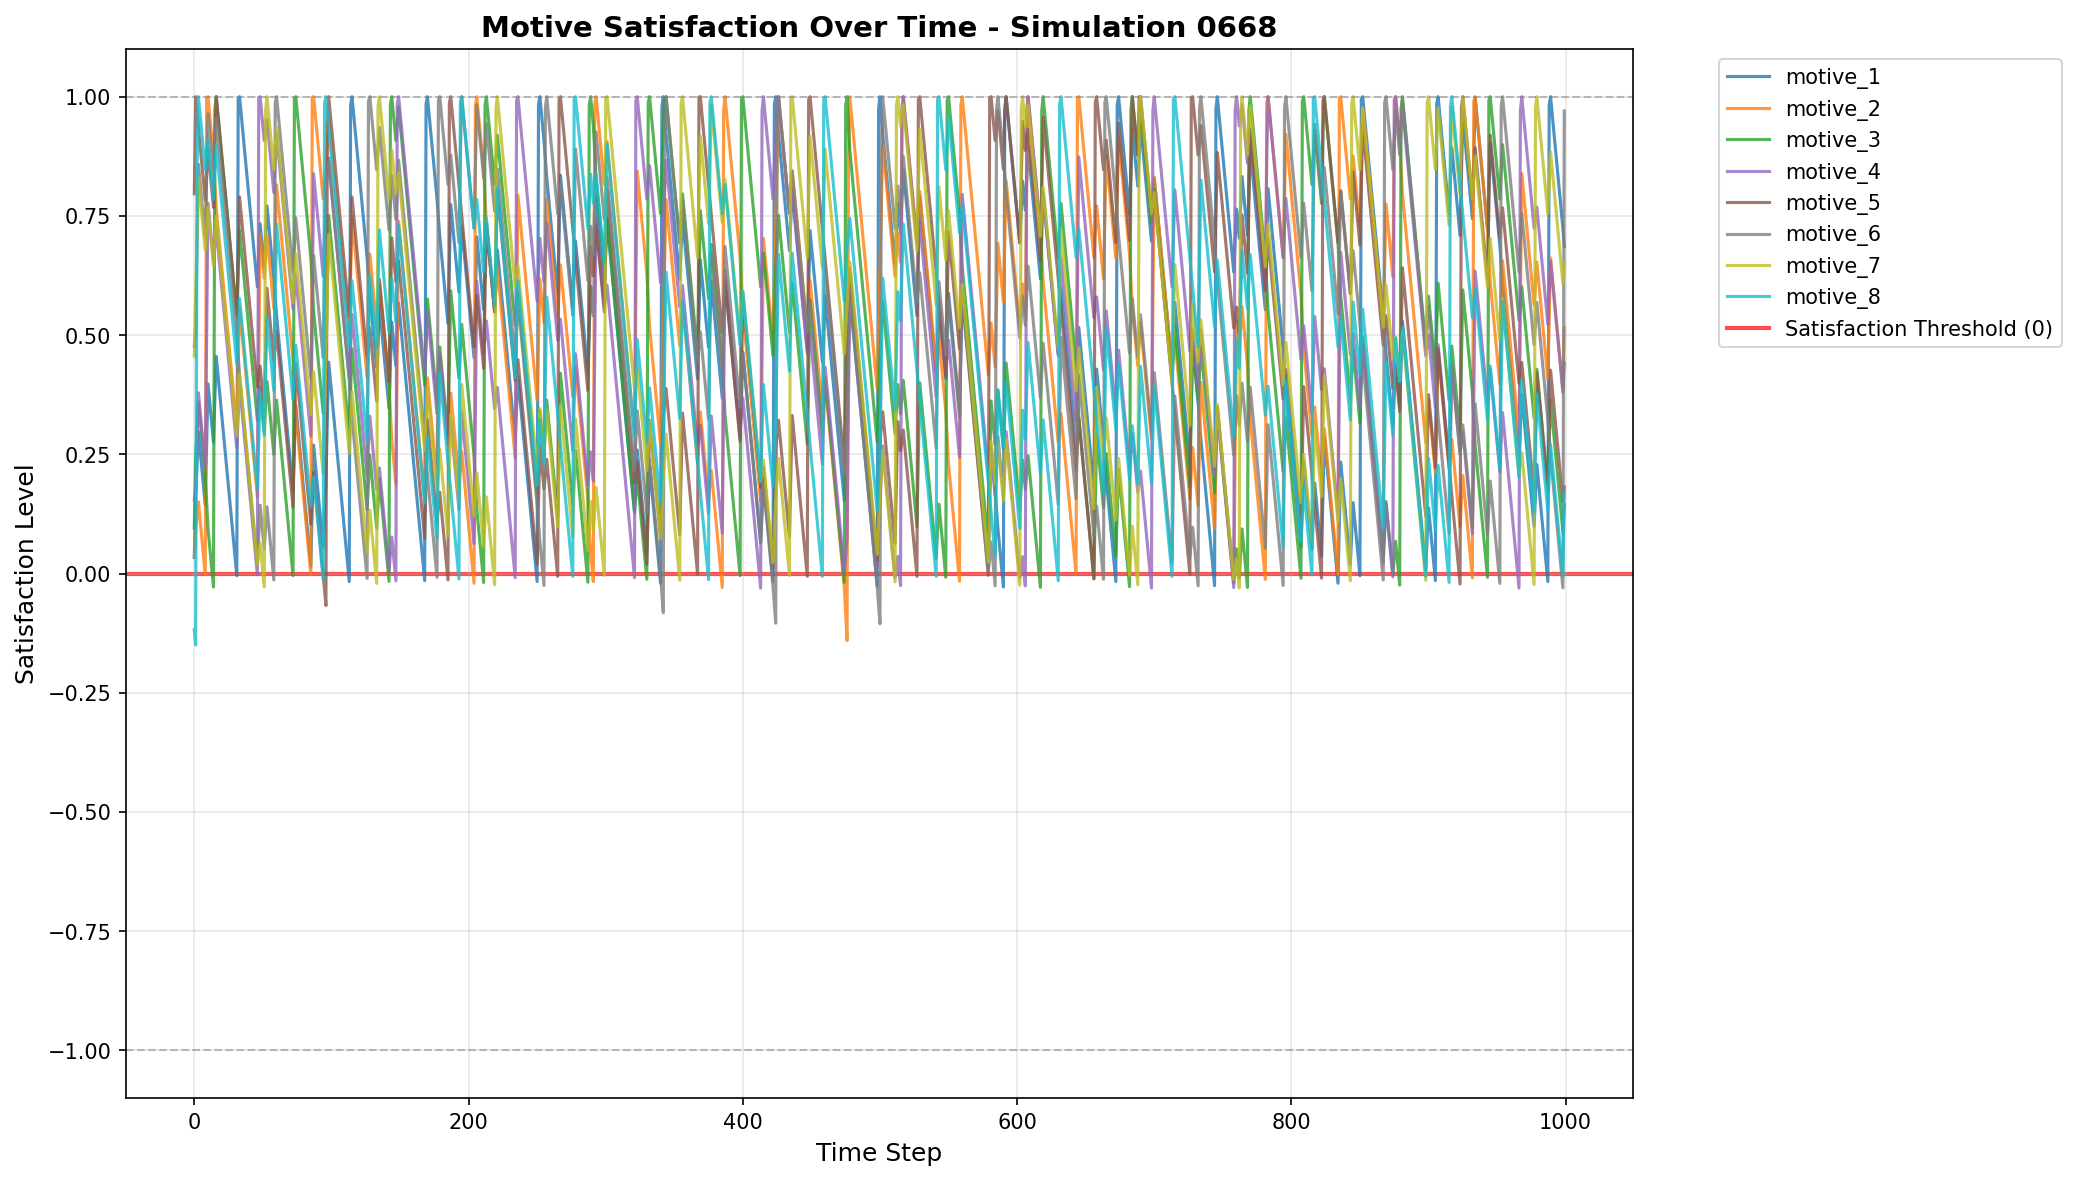 Motive Satisfaction Over Time - Simulation 0668
Satisfaction Level
1.00
0.75
0.50
0.25
0.00
−0.25
−0.50
−0.75
−1.00
0
200
400
600
800
1000
Time Step
motive_1
motive_2
motive_3
motive_4
motive_5
motive_6
motive_7
motive_8
Satisfaction Threshold (0)